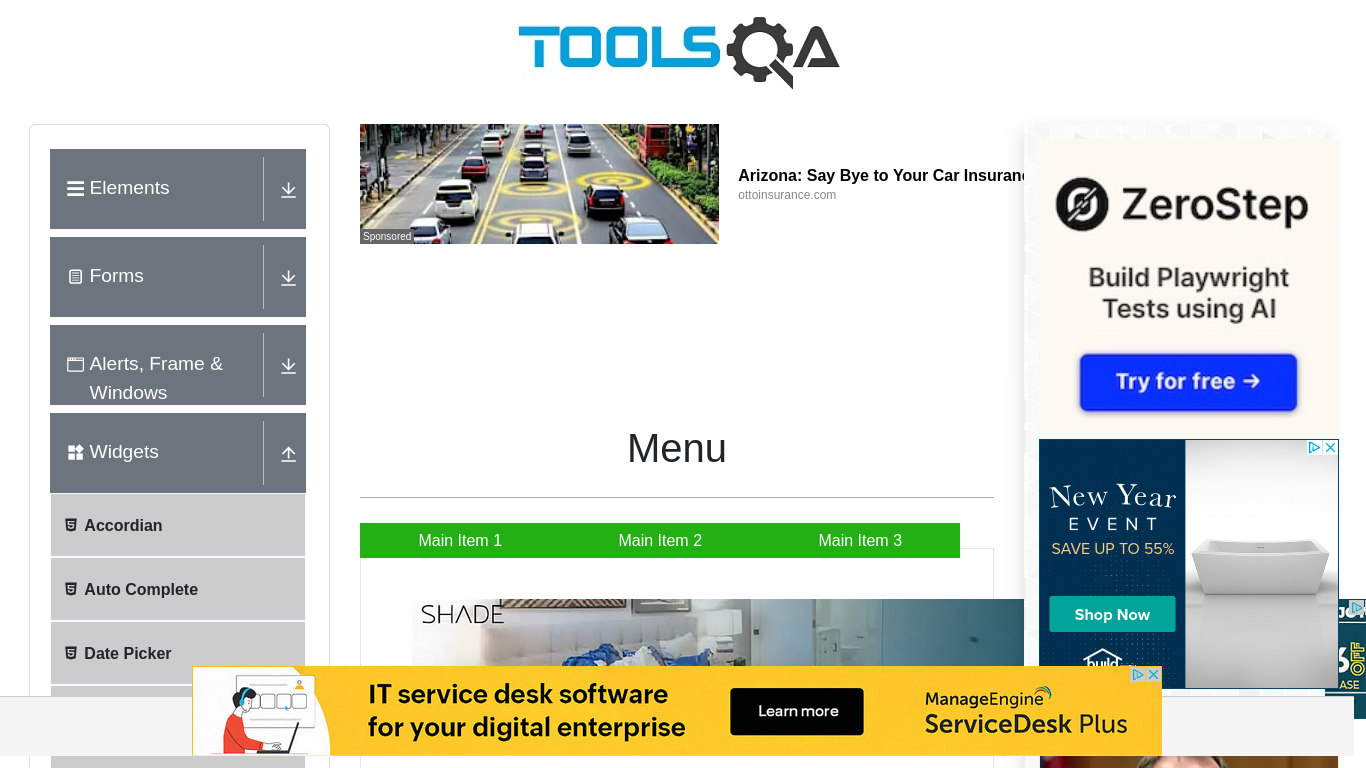 TOOLSQA
Elements
Forms
Alerts, Frame &
Windows
Widgets
Accordian
Auto Complete
Date Picker
Sponsored
Arizona: Say Bye to Your Car Insuran
ottoinsurance.com
Menu
Main Item 1
Main Item 2
Main Item 3
SHADE
ZeroStep
Build Playwright
Tests using AI
Try for free →
New Year
EVENT
SAVE UP TO 55%
Shop Now
build
OFF
IT service desk software
for your digital enterprise
Learn more
ManageEngine
ServiceDesk Plus